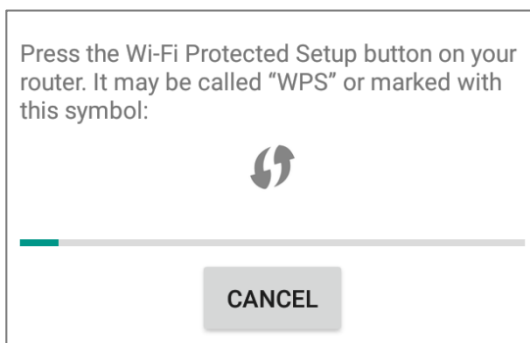 Press the Wi-Fi Protected Setup button on your
router. It may be called “WPS” or marked with
this symbol:
CANCEL